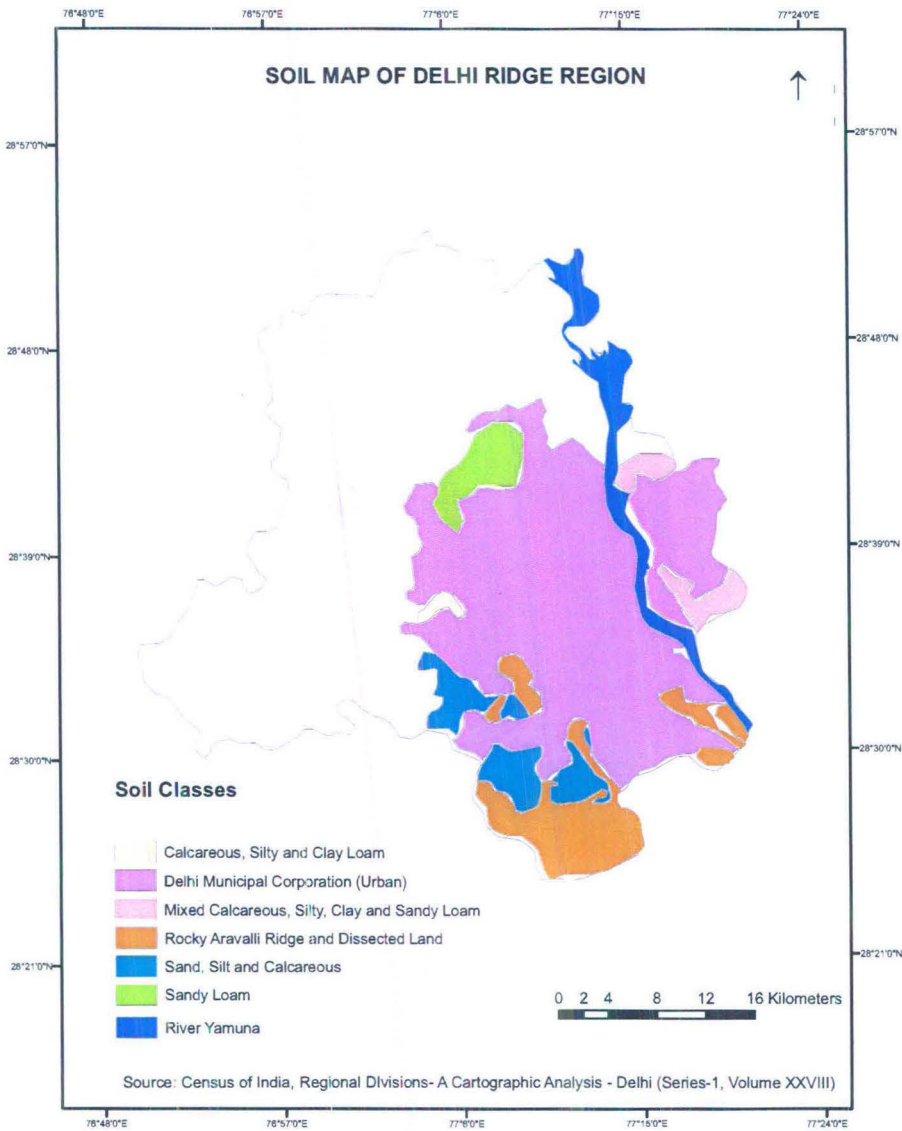 76°48'0"E 76°57'0"E 77°6'0"E 77°15'0"E 77°24'0"E
SOIL MAP OF DELHI RIDGE REGION
28°57'0"N 28°57'0"N
28°48'0"N 28°48'0"N
28°39'0"N 28°39'0"N
28°30'0"N 28°30'0"N
Soil Classes
Calcareous, Silty and Clay Loam
Delhi Municipal Corporation (Urban)
Mixed Calcareous, Silty, Clay and Sandy Loam
Rocky Aravalli Ridge and Dissected Land
Sand, Silt and Calcareous
28°21'0"N 28°21'0"N
Sandy Loam
0 2 4 8 12 16 Kilometers
River Yamuna
Source: Census of India, Regional Divisions- A Cartographic Analysis - Delhi (Series-1, Volume XXVIII)
76°48'0"E 76°57'0"E 77°6'0"E 77°15'0"E 77°24'0"E